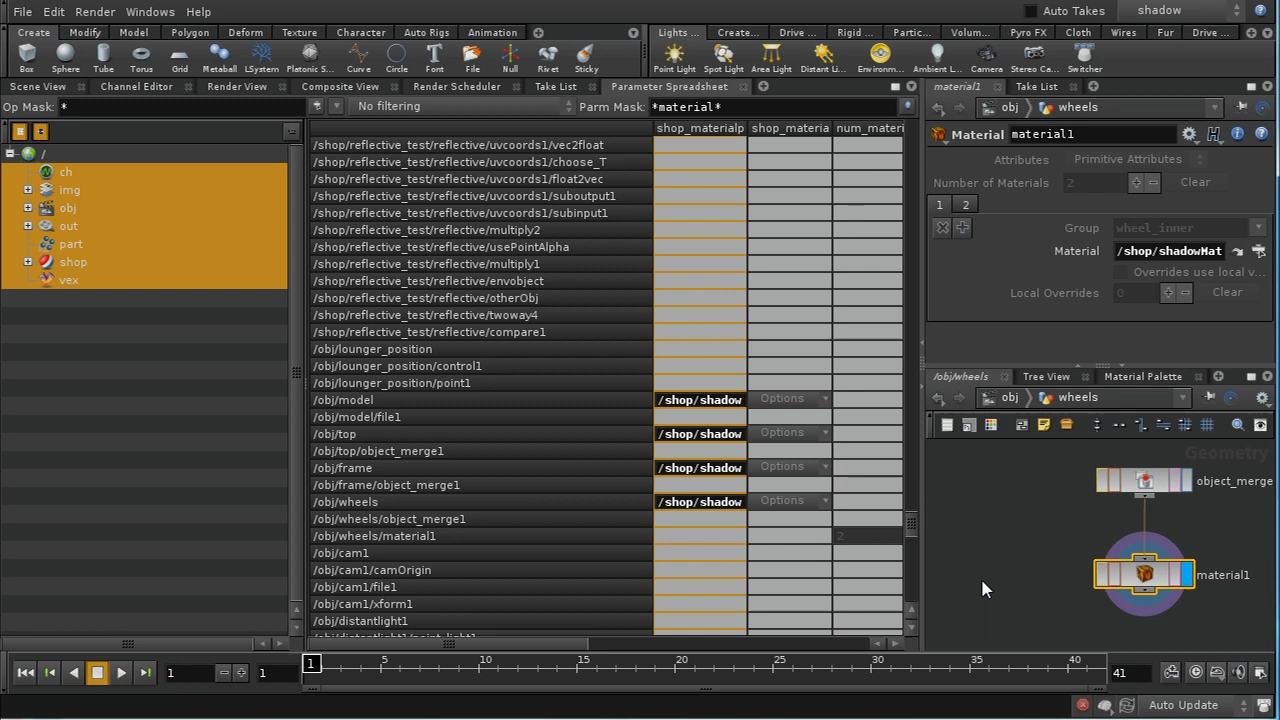 File Edit Render Windows Help
Auto Takes shadow
Create Modify Model Polygon Deform Texture Character Auto Rigs Animation
Lights ... Create... Drive ... Rigid ... Partic... Volum... Pyro FX Cloth Wires Fur Drive ...
Box Sphere Tube Torus Grid Metaball LSystem Platonic S... Curve Circle Font File Null Rivet Sticky
Point Light Spot Light Area Light Distant Li... Environm... Ambient L... Camera Stereo Ca... Switcher
Scene View Channel Editor Render View Composite View Render Scheduler Take List Parameter Spreadsheet
material1 Take List
Op Mask: * No filtering Parm Mask: *material*
obj wheels
shop_materialp shop_materia num_materi
Material material1
/
ch
img
obj
out
part
shop
vex
/shop/reflective_test/reflective/uvcoords1/vec2float
/shop/reflective_test/reflective/uvcoords1/choose_T
/shop/reflective_test/reflective/uvcoords1/float2vec
/shop/reflective_test/reflective/uvcoords1/suboutput1
/shop/reflective_test/reflective/uvcoords1/subinput1
/shop/reflective_test/reflective/multiply2
/shop/reflective_test/reflective/usePointAlpha
/shop/reflective_test/reflective/multiply1
/shop/reflective_test/reflective/envobject
/shop/reflective_test/reflective/otherObj
/shop/reflective_test/reflective/twoway4
/shop/reflective_test/reflective/compare1
/obj/lounger_position
/obj/lounger_position/control1
/obj/lounger_position/point1
/obj/model /shop/shadow Options
/obj/model/file1
/obj/top /shop/shadow Options
/obj/top/object_merge1
/obj/frame /shop/shadow Options
/obj/frame/object_merge1
/obj/wheels /shop/shadow Options
/obj/wheels/object_merge1
/obj/wheels/material1 2
/obj/cam1
/obj/cam1/camOrigin
/obj/cam1/file1
/obj/cam1/xform1
/obj/distantlight1
Attributes Primitive Attributes
Number of Materials 2 Clear
1 2
Group wheel_inner
Material /shop/shadowMat
Overrides use local v...
Local Overrides 0 Clear
/obj/wheels Tree View Material Palette
obj wheels
Geometry
object_merge
material1
1 1 1 5 10 15 20 25 30 35 40 41
Auto Update